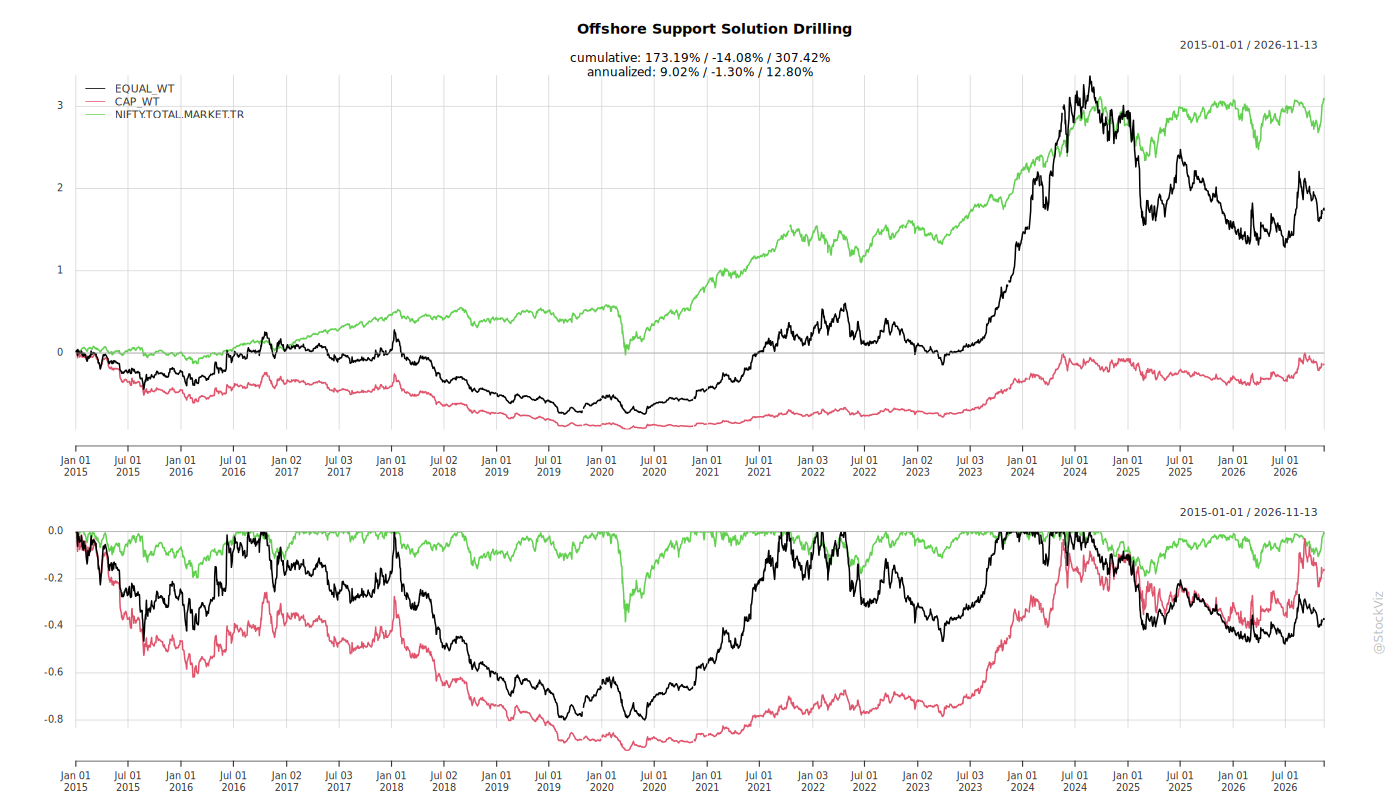 Offshore Support Solution Drilling
2015-01-01 / 2026-11-13
cumulative: 173.19% / -14.08% / 307.42%
annualized: 9.02% / -1.30% / 12.80%
EQUAL_WT
CAP_WT
NIFTY.TOTAL.MARKET.TR
3
2
1
0
Jan 01 Jul 01 Jan 01 Jul 01 Jan 02 Jul 03 Jan 01 Jul 02 Jan 01 Jul 01 Jan 01 Jul 01 Jan 01 Jul 01 Jan 03 Jul 01 Jan 02 Jul 03 Jan 01 Jul 01 Jan 01 Jul 01 Jan 01 Jul 01
2015 2015 2016 2016 2017 2017 2018 2018 2019 2019 2020 2020 2021 2021 2022 2022 2023 2023 2024 2024 2025 2025 2026 2026
2015-01-01 / 2026-11-13
0.0
-0.2
-0.4
-0.6
-0.8
Jan 01 Jul 01 Jan 01 Jul 01 Jan 02 Jul 03 Jan 01 Jul 02 Jan 01 Jul 01 Jan 01 Jul 01 Jan 01 Jul 01 Jan 03 Jul 01 Jan 02 Jul 03 Jan 01 Jul 01 Jan 01 Jul 01 Jan 01 Jul 01
2015 2015 2016 2016 2017 2017 2018 2018 2019 2019 2020 2020 2021 2021 2022 2022 2023 2023 2024 2024 2025 2025 2026 2026
@StockViz